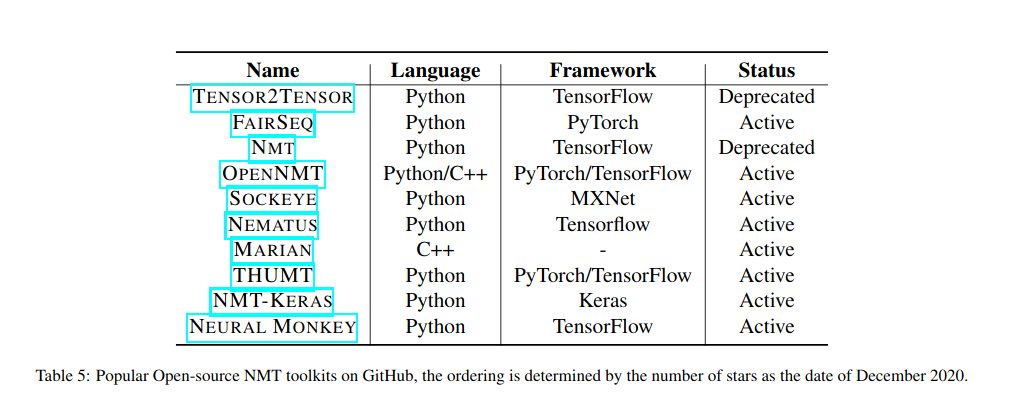 Name Language Framework Status
TENSOR2TENSOR Python TensorFlow Deprecated
FAIRSEQ Python PyTorch Active
NMT Python TensorFlow Deprecated
OPENNMT Python/C++ PyTorch/TensorFlow Active
SOCKEYE Python MXNet Active
NEMATUS Python Tensorflow Active
MARIAN C++ - Active
THUMT Python PyTorch/TensorFlow Active
NMT-KERAS Python Keras Active
NEURAL MONKEY Python TensorFlow Active
Table 5: Popular Open-source NMT toolkits on GitHub, the ordering is determined by the number of stars as the date of December 2020.